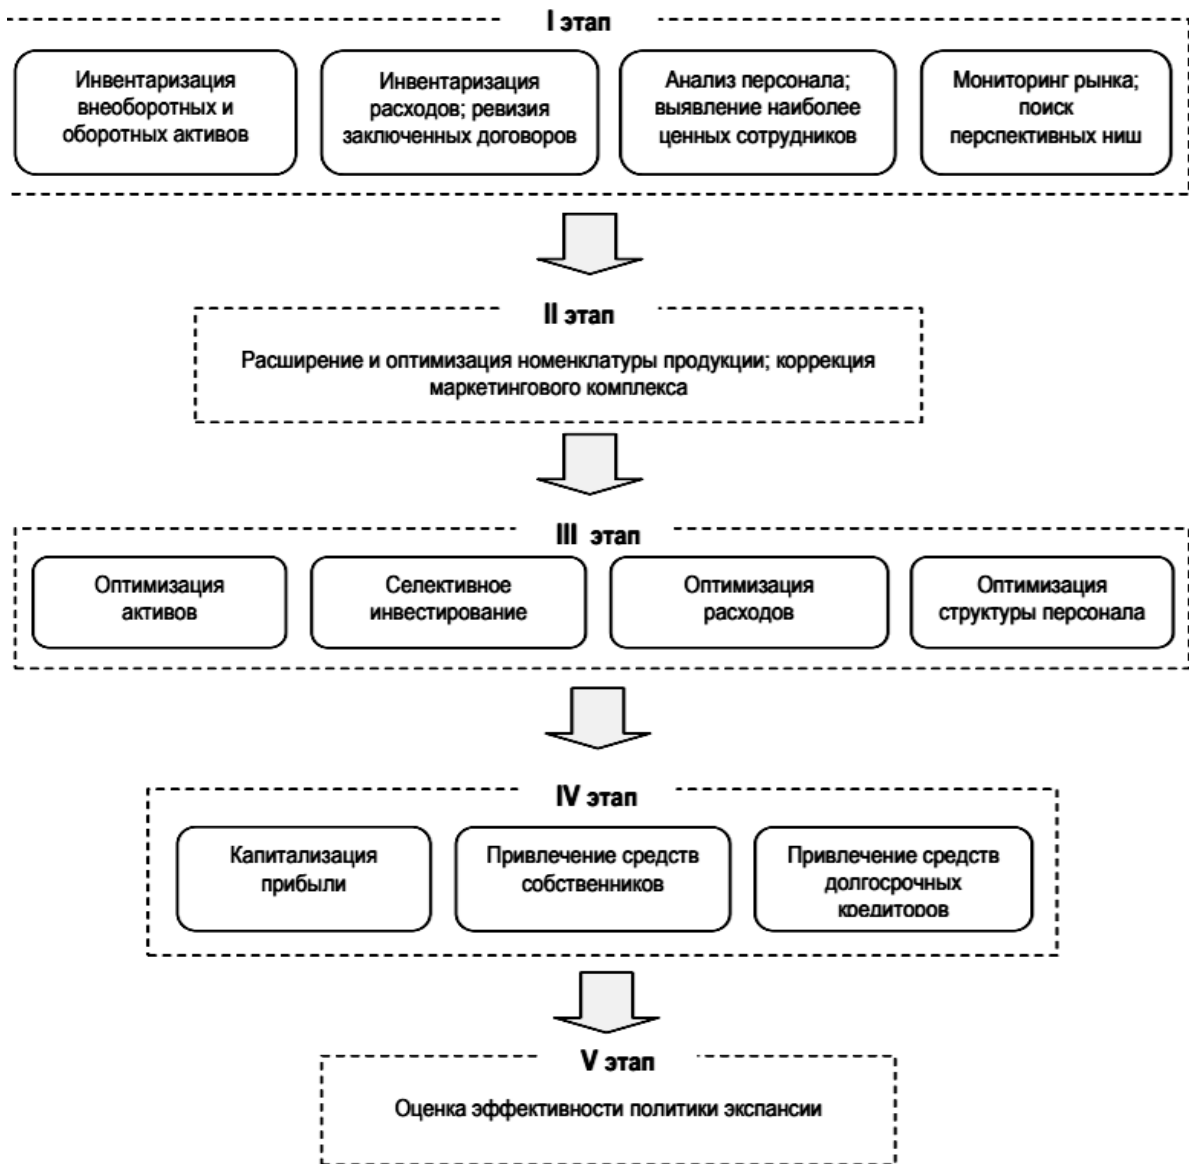 I этап
Инвентаризация
внеоборотных и
оборотных активов
Инвентаризация
расходов; ревизия
заключенных договоров
Анализ персонала;
выявление наиболее
ценных сотрудников
Мониторинг рынка;
поиск
перспективных ниш
II этап
Расширение и оптимизация номенклатуры продукции; коррекция
маркетингового комплекса
III этап
Оптимизация
активов
Селективное
инвестирование
Оптимизация
расходов
Оптимизация
структуры персонала
IV этап
Капитализация
прибыли
Привлечение средств
собственников
Привлечение средств
долгосрочных
кредиторов
V этап
Оценка эффективности политики экспансии